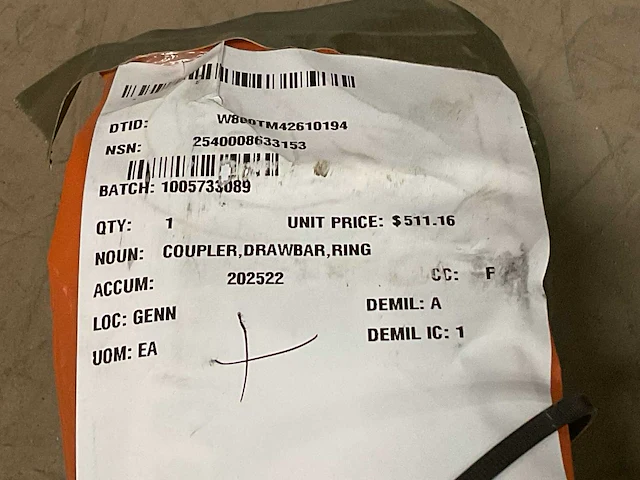 DTID: W800TM42610194
NSN: 2540008633153
BATCH: 1005733089
QTY: 1 UNIT PRICE: $511.16
NOUN: COUPLER,DRAWBAR,RING
ACCUM: 202522 CC: F
LOC: GENN DEMIL: A
UOM: EA DEMIL IC: 1